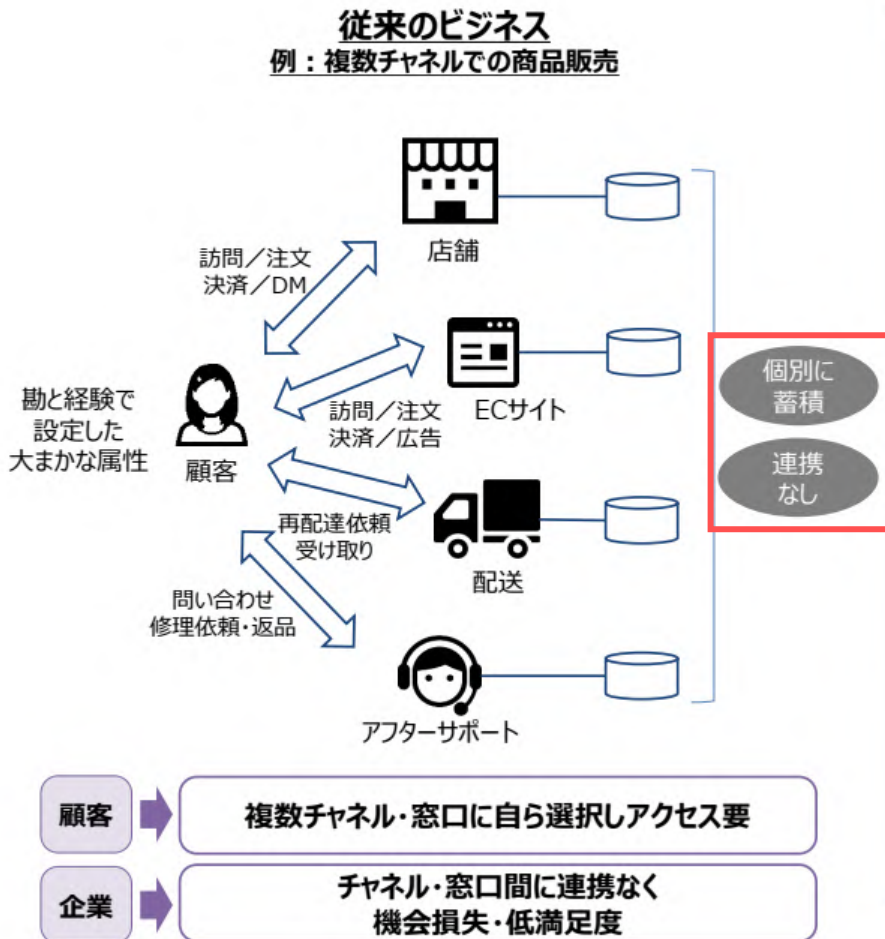 従来のビジネス
例：複数チャネルでの商品販売
店舗
訪問／注文
決済／DM
個別に
蓄積
ECサイト
訪問／注文
決済／広告
勘と経験で
設定した
大まかな属性
顧客
連携
なし
再配達依頼
受け取り
配送
問い合わせ
修理依頼・返品
アフターサポート
顧客
複数チャネル・窓口に自ら選択しアクセス要
企業
チャネル・窓口間に連携なく
機会損失・低満足度